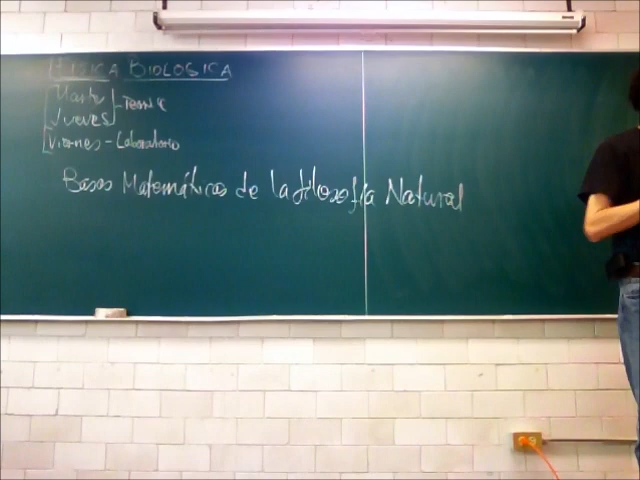 FISICA BIOLOGICA
Martes
Jueves
Viernes - Laboratorio
Bases Matemáticas de la filosofía Natural